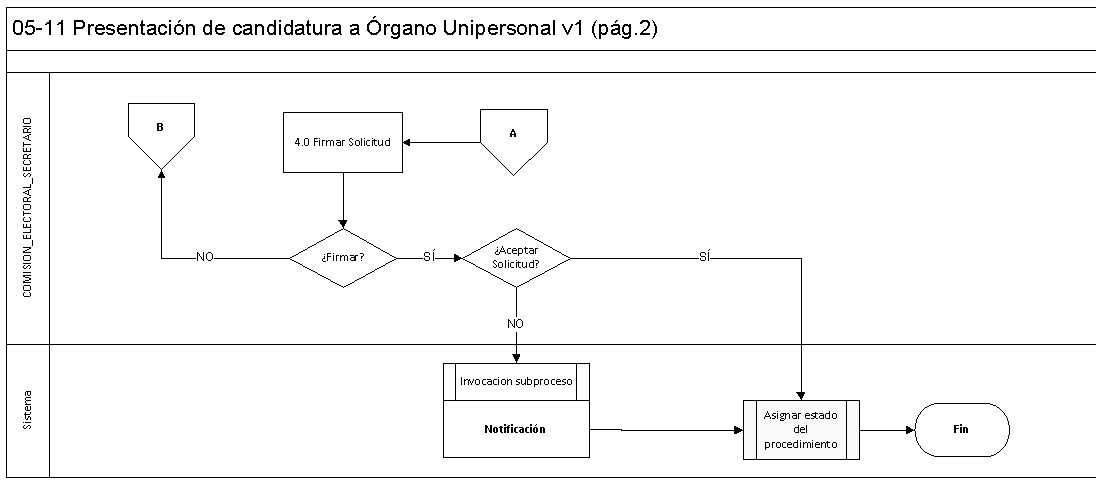 05-11 Presentación de candidatura a Órgano Unipersonal v1 (pág.2)
COMISION_ELECTORAL_SECRETARIO
B
4.0 Firmar Solicitud
A
NO
¿Firmar?
SÍ
¿Aceptar
Solicitud?
SÍ
NO
Sistema
Invocacion subproceso
Notificación
Asignar estado
del
procedimiento
Fin